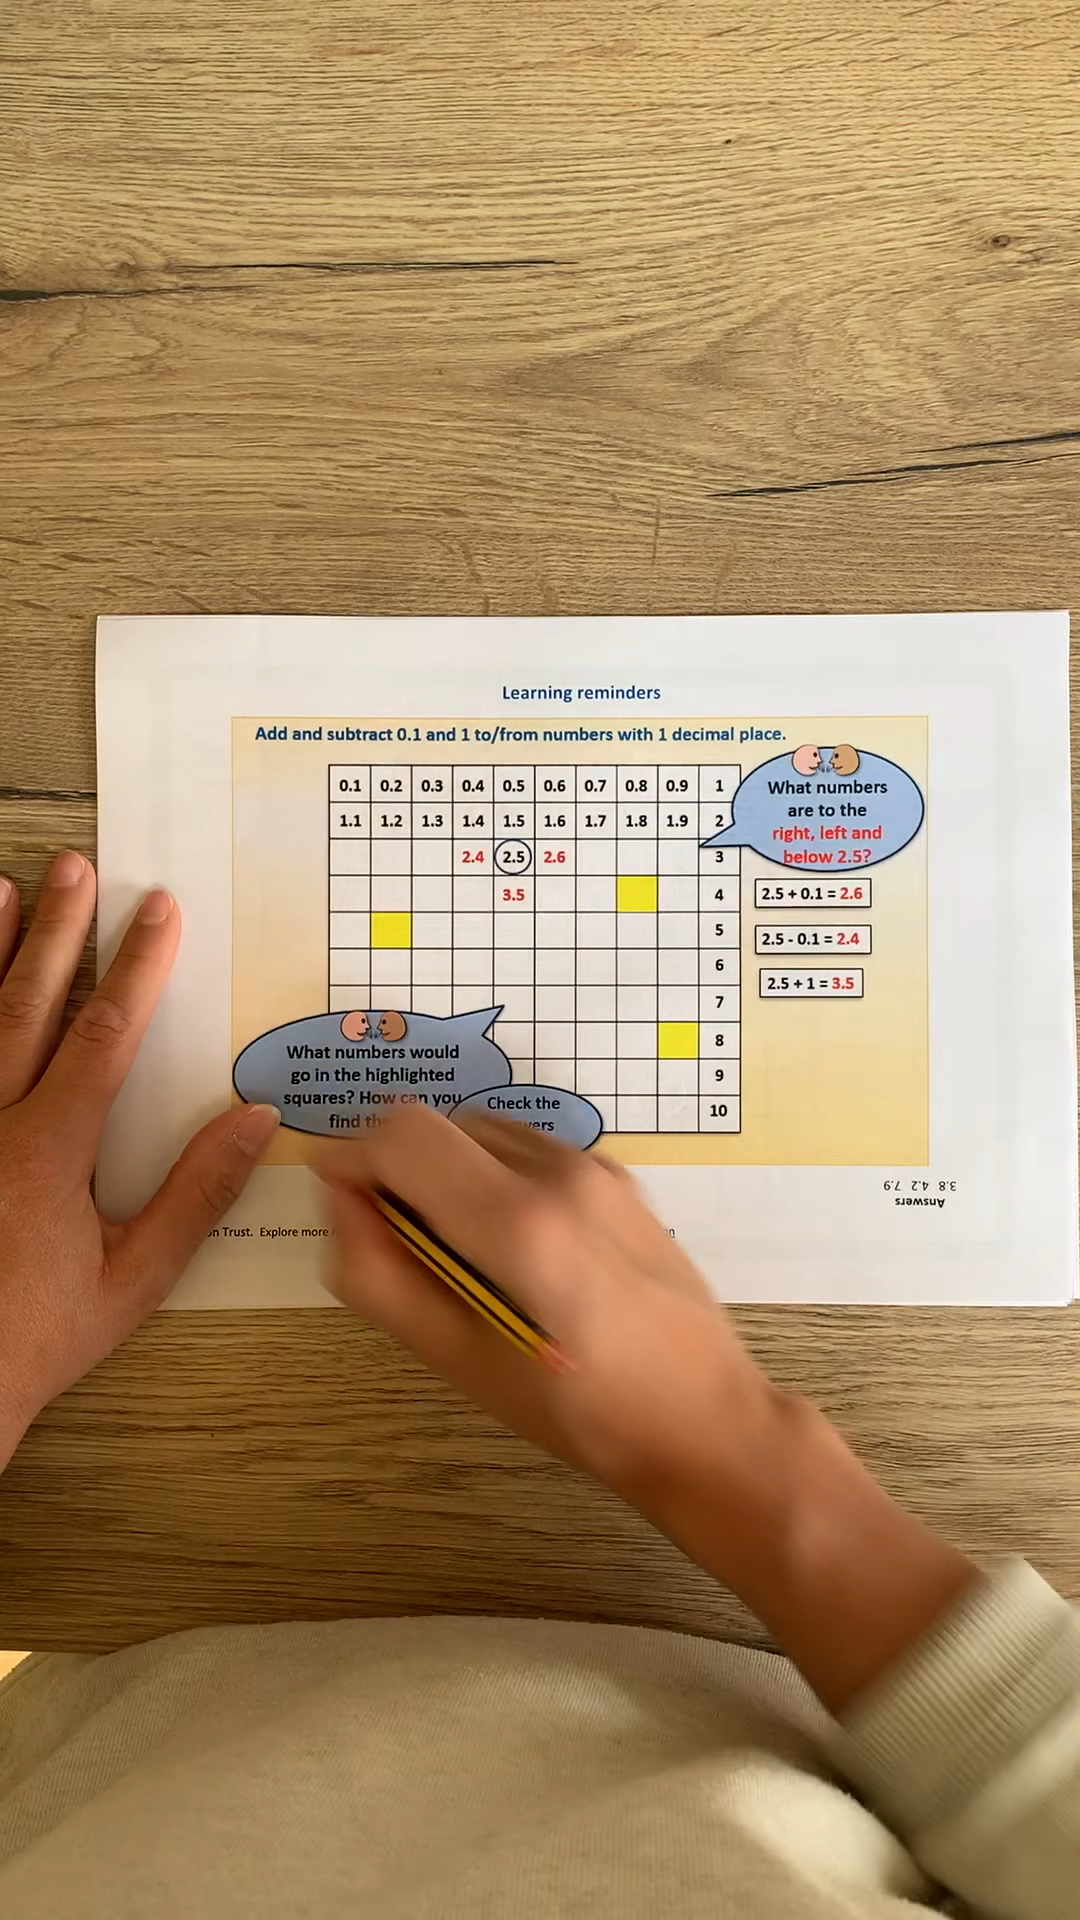 Learning reminders
Add and subtract 0.1 and 1 to/from numbers with 1 decimal place.
0.1 0.2 0.3 0.4 0.5 0.6 0.7 0.8 0.9 1
1.1 1.2 1.3 1.4 1.5 1.6 1.7 1.8 1.9 2
2.4 2.5 2.6 3
3.5 4
5
6
7
8
9
10
What numbers
are to the
right, left and
below 2.5?
2.5 + 0.1 = 2.6
2.5 - 0.1 = 2.4
2.5 + 1 = 3.5
What numbers would
go in the highlighted
squares? How can you
find
Check the
Answers
3.8 4.2 7.9
Trust. Explore more